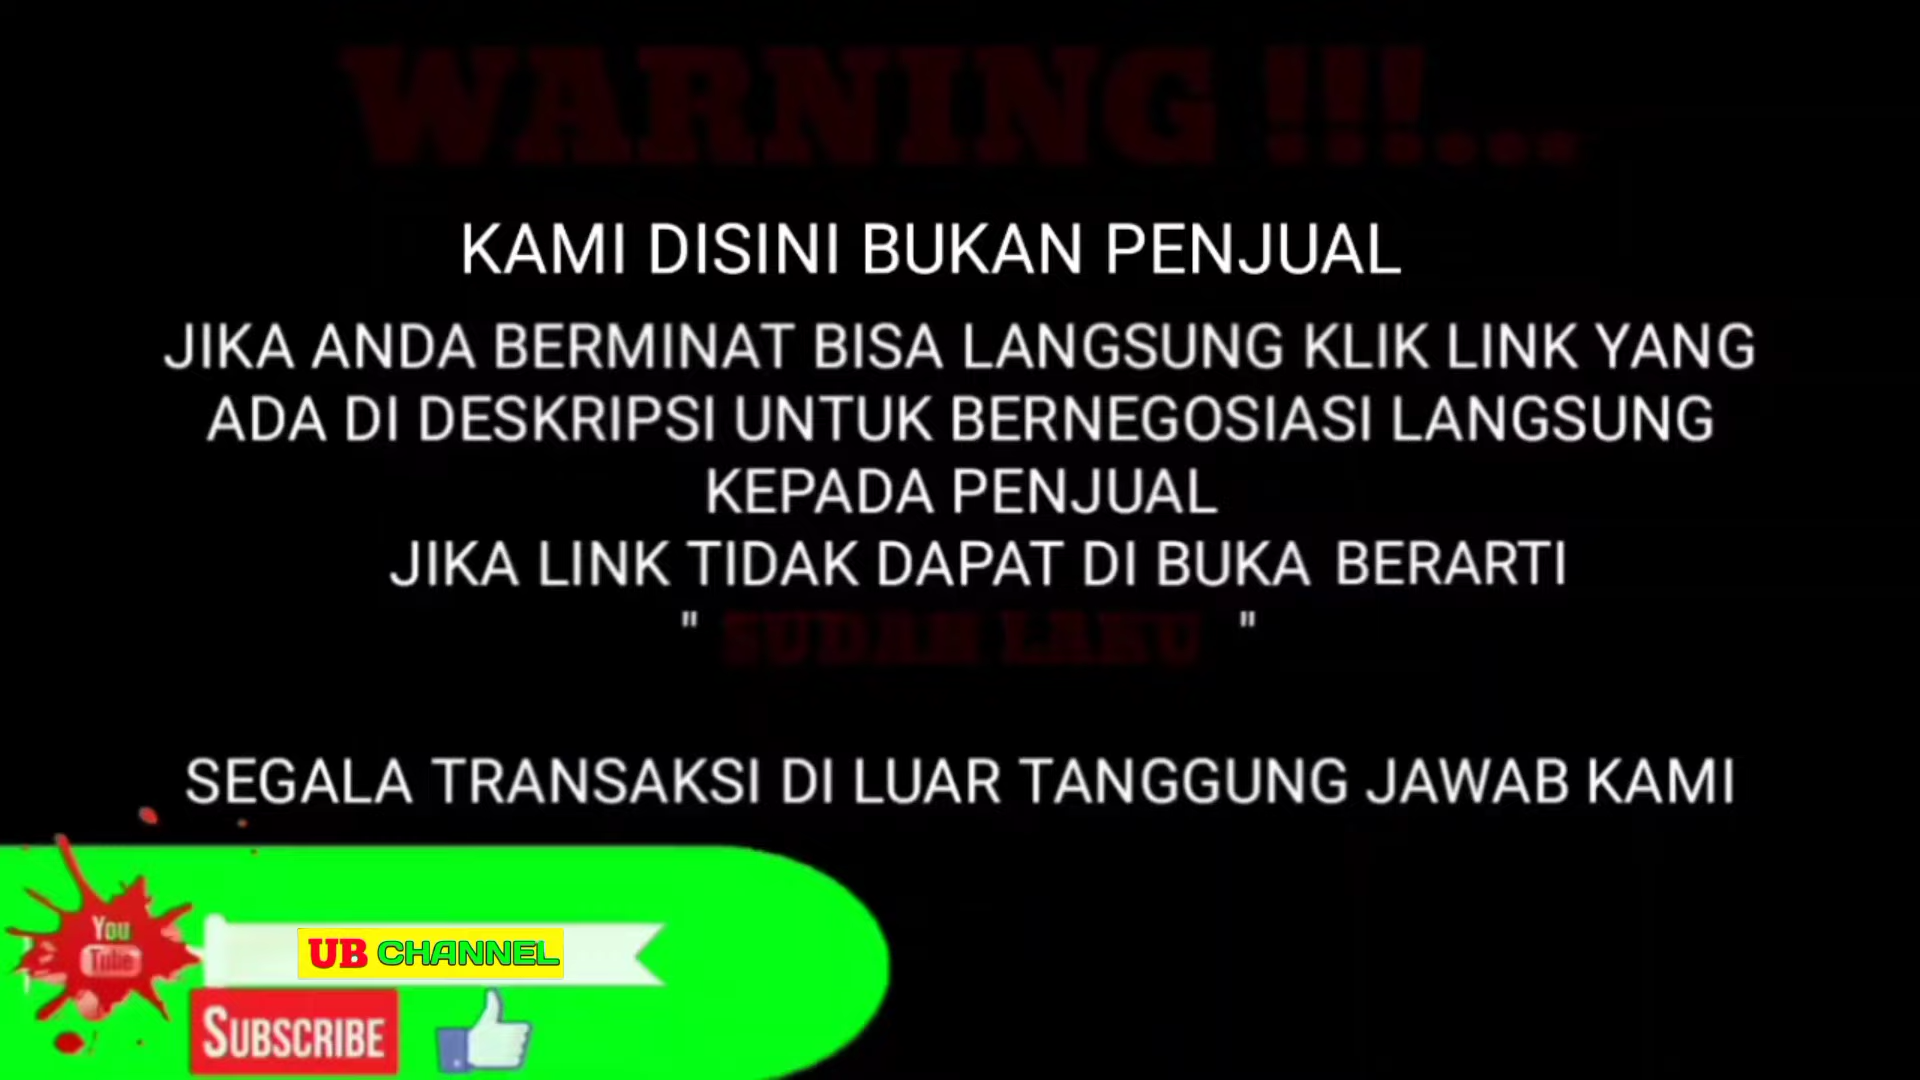 WARNING !!!...
KAMI DISINI BUKAN PENJUAL
JIKA ANDA BERMINAT BISA LANGSUNG KLIK LINK YANG
ADA DI DESKRIPSI UNTUK BERNEGOSIASI LANGSUNG
KEPADA PENJUAL
JIKA LINK TIDAK DAPAT DI BUKA BERARTI
" SUDAH LAKU "
SEGALA TRANSAKSI DI LUAR TANGGUNG JAWAB KAMI
You
Tube
UB CHANNEL
SUBSCRIBE